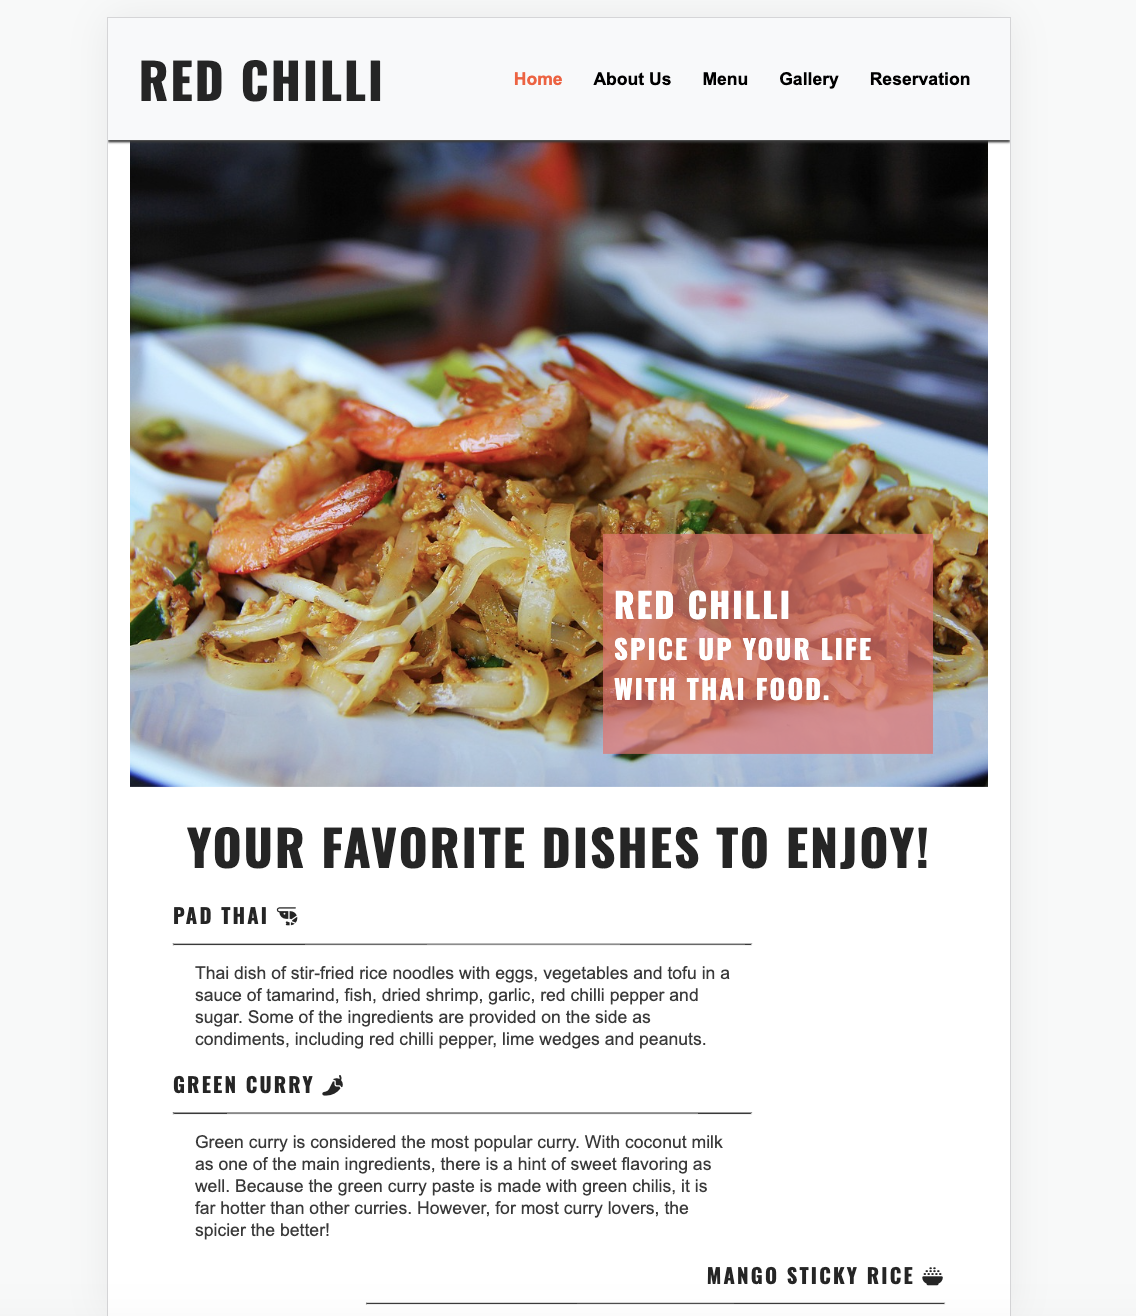 RED CHILLI
Home About Us Menu Gallery Reservation
RED CHILLI
SPICE UP YOUR LIFE
WITH THAI FOOD.
YOUR FAVORITE DISHES TO ENJOY!
PAD THAI
Thai dish of stir-fried rice noodles with eggs, vegetables and tofu in a
sauce of tamarind, fish, dried shrimp, garlic, red chilli pepper and
sugar. Some of the ingredients are provided on the side as
condiments, including red chilli pepper, lime wedges and peanuts.
GREEN CURRY
Green curry is considered the most popular curry. With coconut milk
as one of the main ingredients, there is a hint of sweet flavoring as
well. Because the green curry paste is made with green chilis, it is
far hotter than other curries. However, for most curry lovers, the
spicier the better!
MANGO STICKY RICE